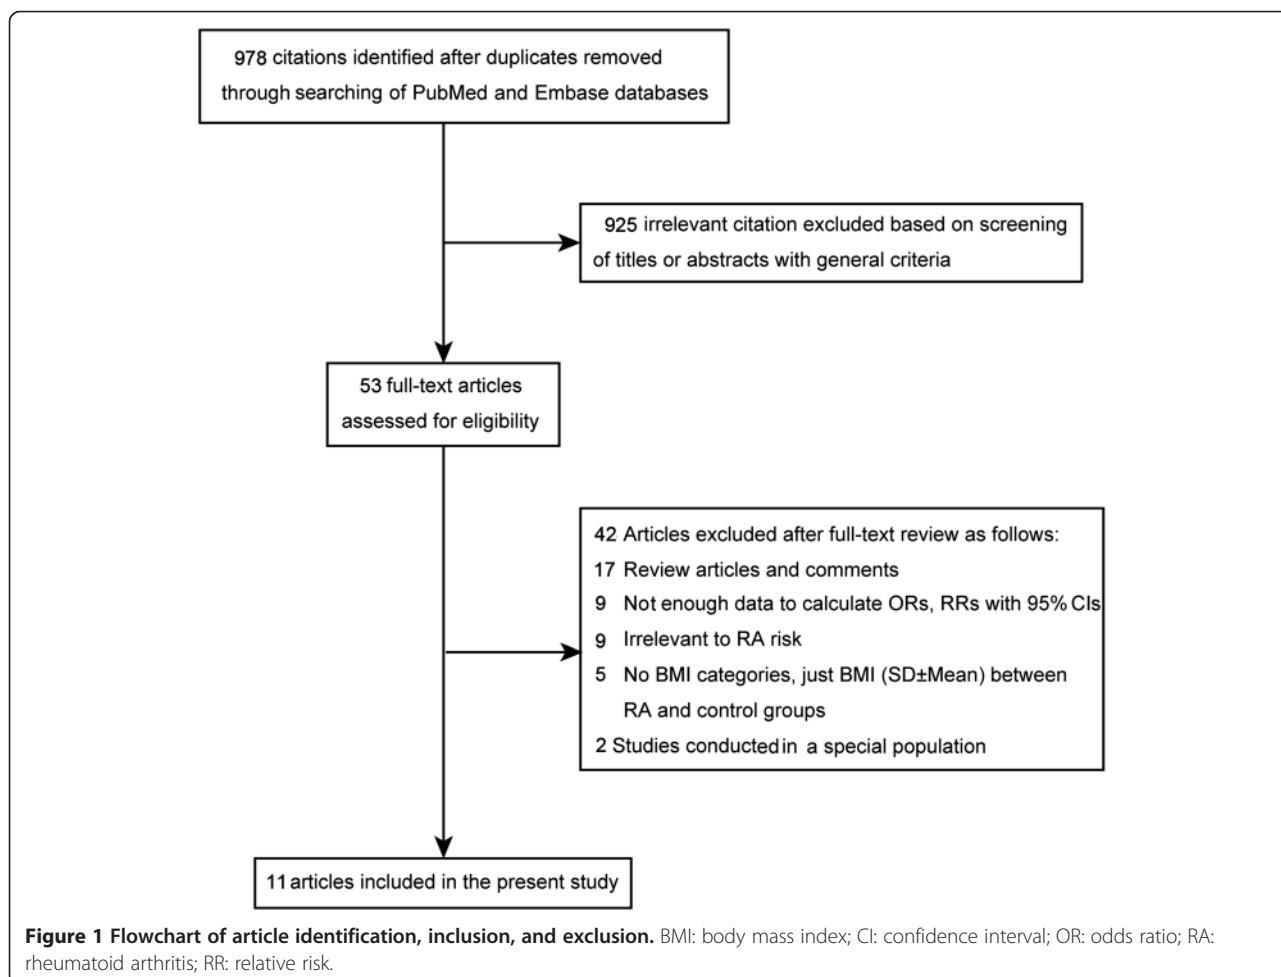 978 citations identified after duplicates removed
through searching of PubMed and Embase databases
925 irrelevant citation excluded based on screening
of titles or abstracts with general criteria
53 full-text articles
assessed for eligibility
42 Articles excluded after full-text review as follows:
17 Review articles and comments
9 Not enough data to calculate ORs, RRs with 95% CIs
9 Irrelevant to RA risk
5 No BMI categories, just BMI (SD±Mean) between
RA and control groups
2 Studies conducted in a special population
11 articles included in the present study
Figure 1 Flowchart of article identification, inclusion, and exclusion. BMI: body mass index; CI: confidence interval; OR: odds ratio; RA:
rheumatoid arthritis; RR: relative risk.